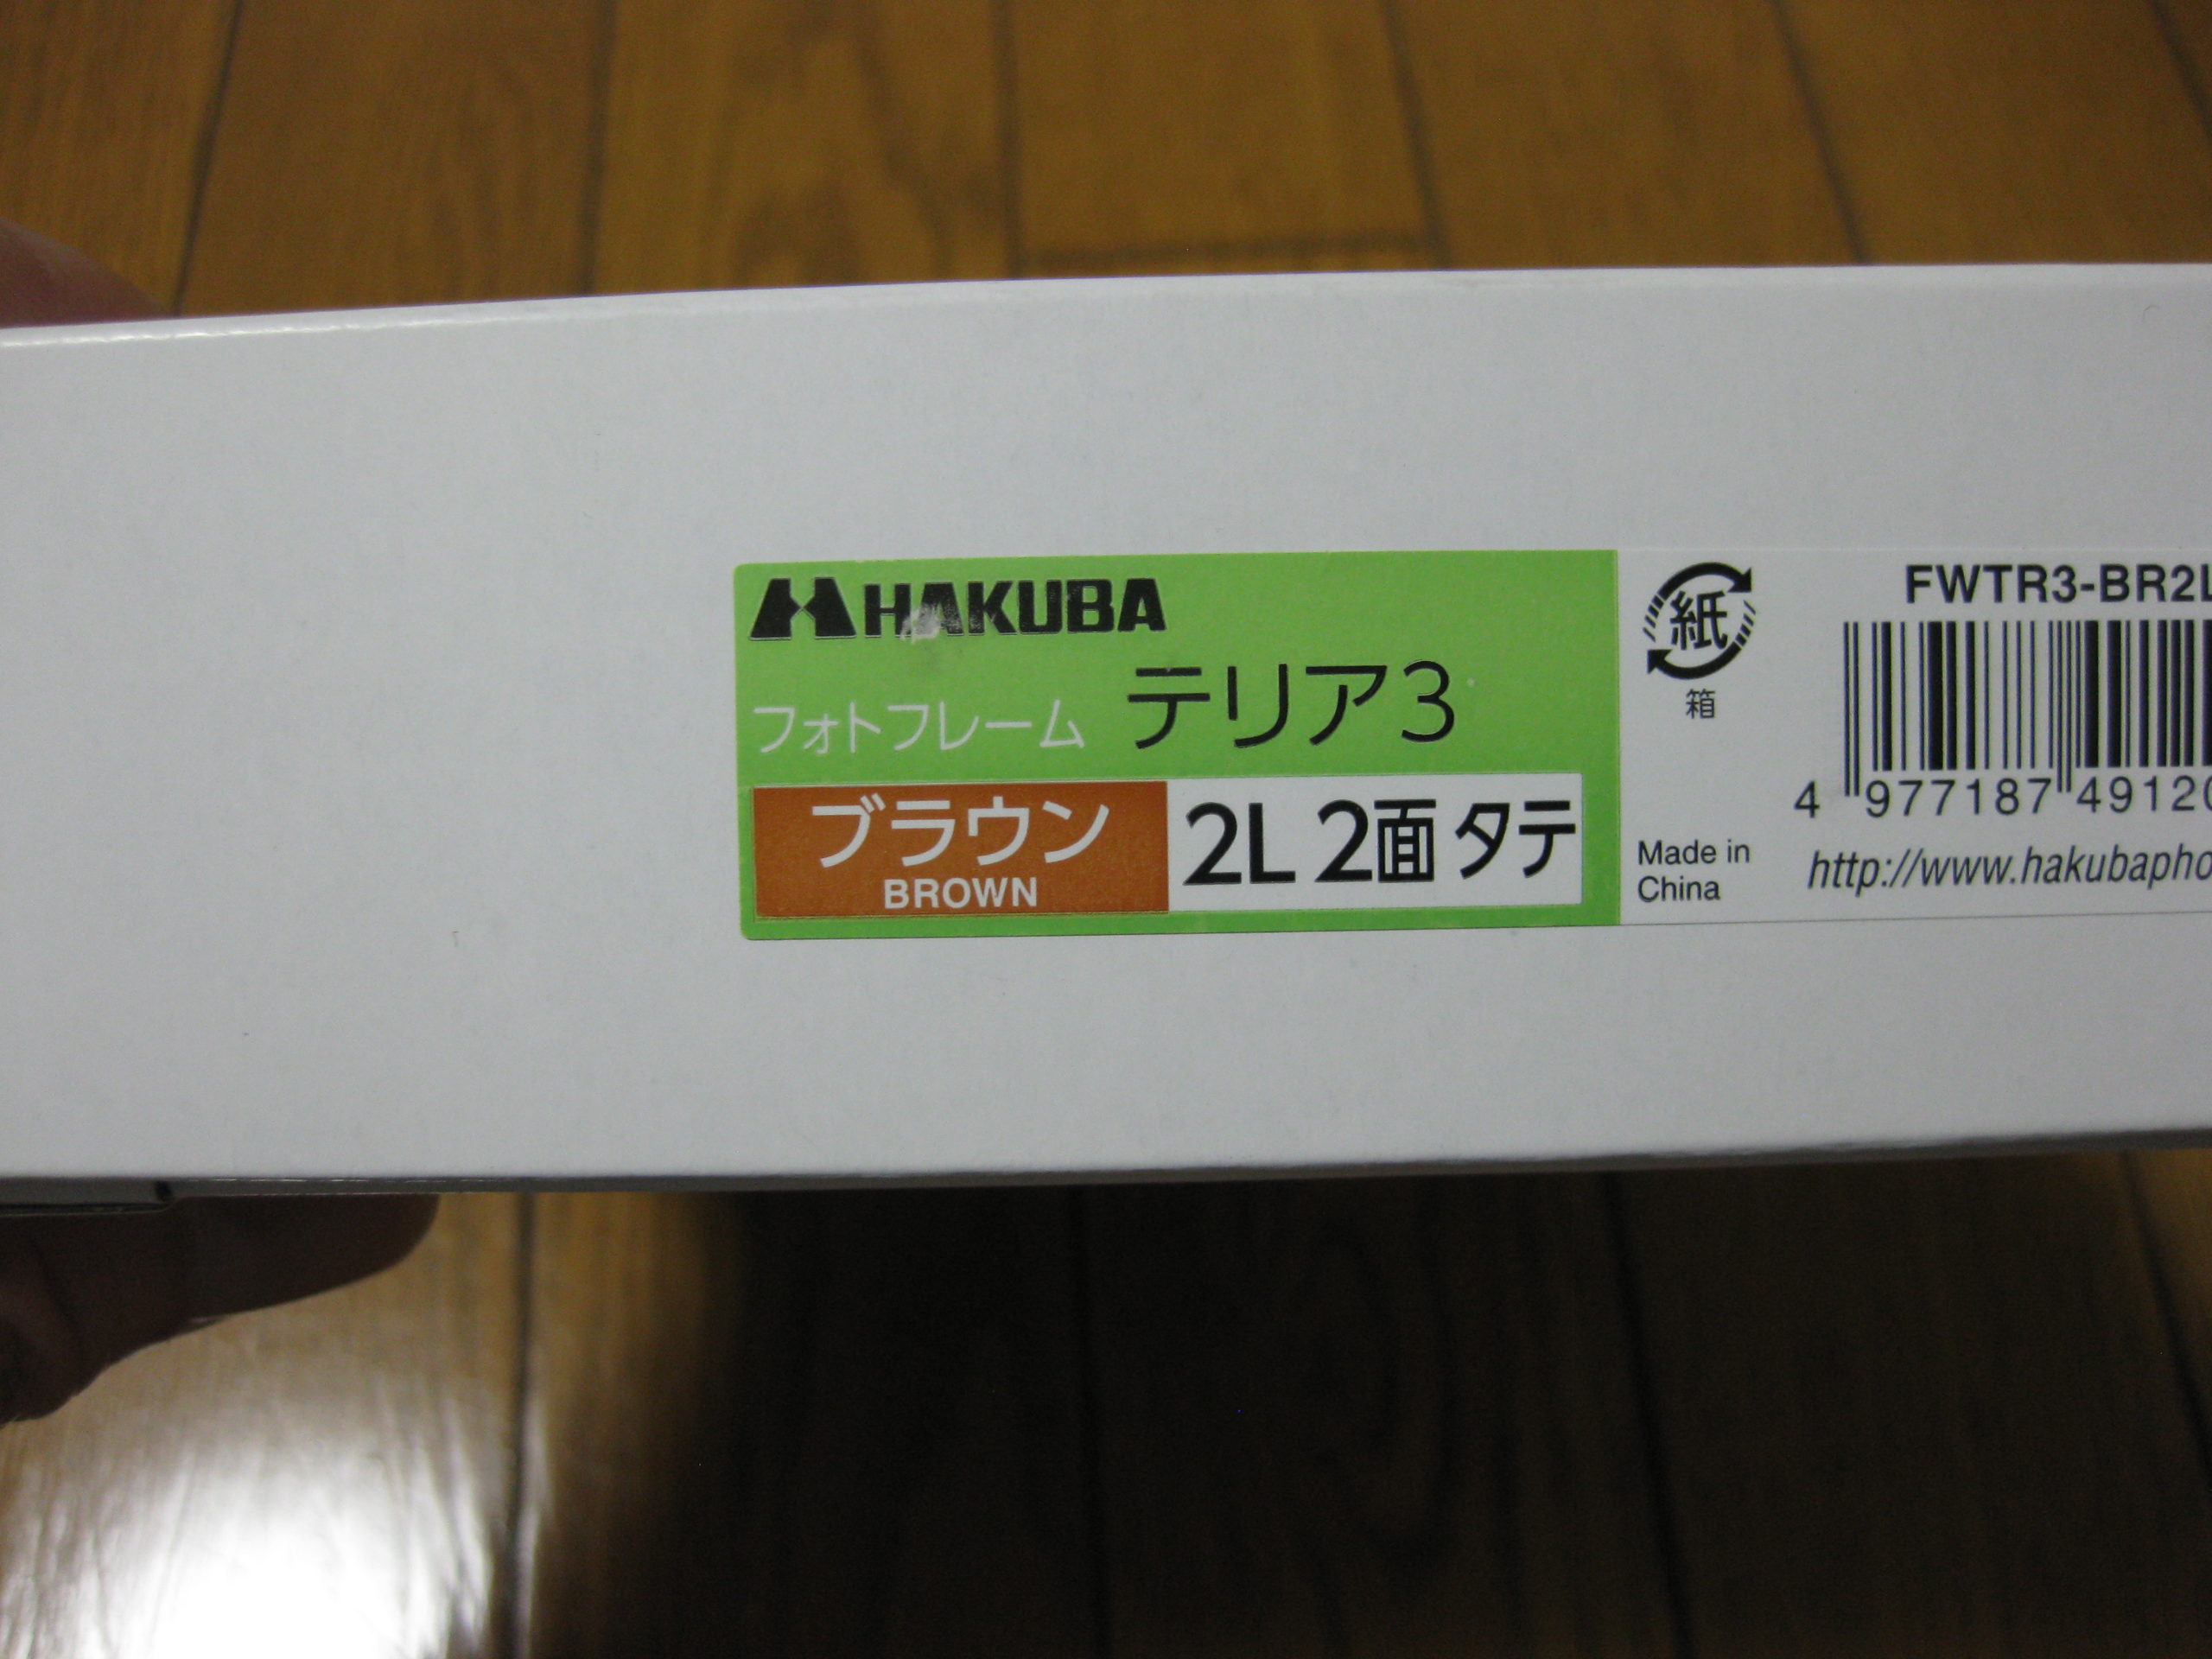 HAKUBA
フォトフレーム テリア3
ブラウン
BROWN
2L 2面 タテ
紙
箱
Made in
China
FWTR3-BR2L
4 977187 49120
http://www.hakubapho